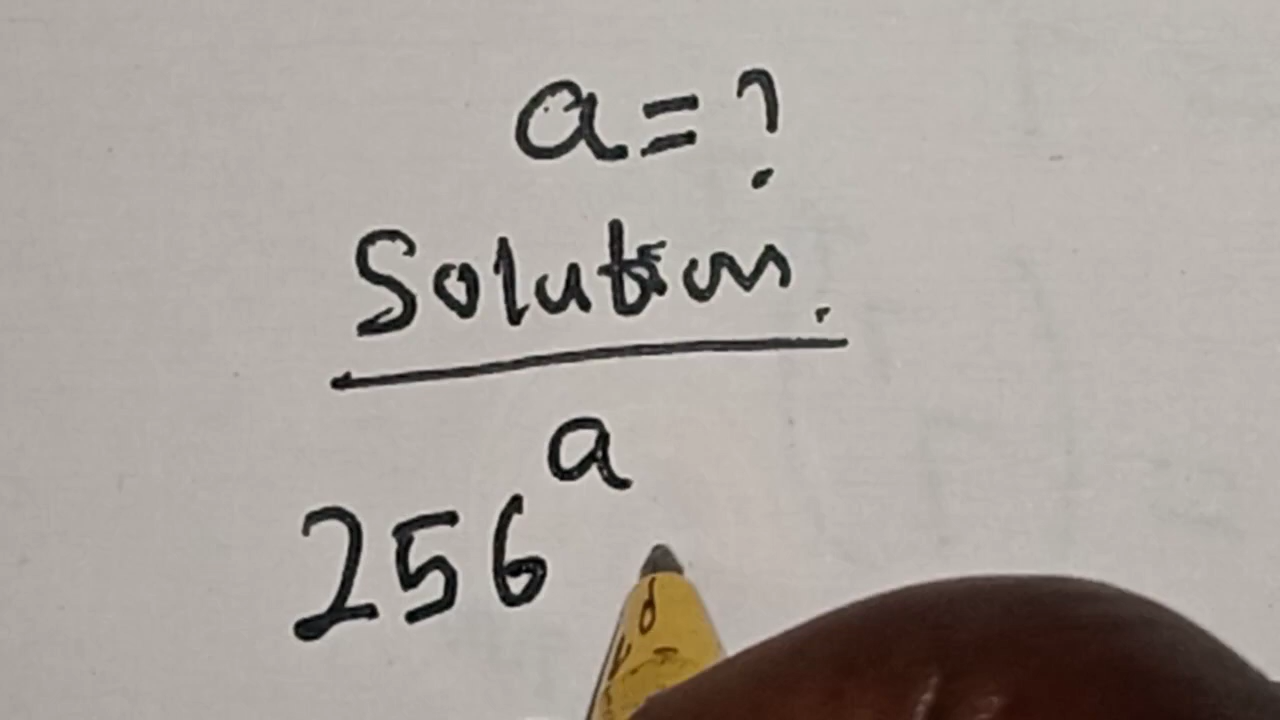 a = ?
Solution.
256^a